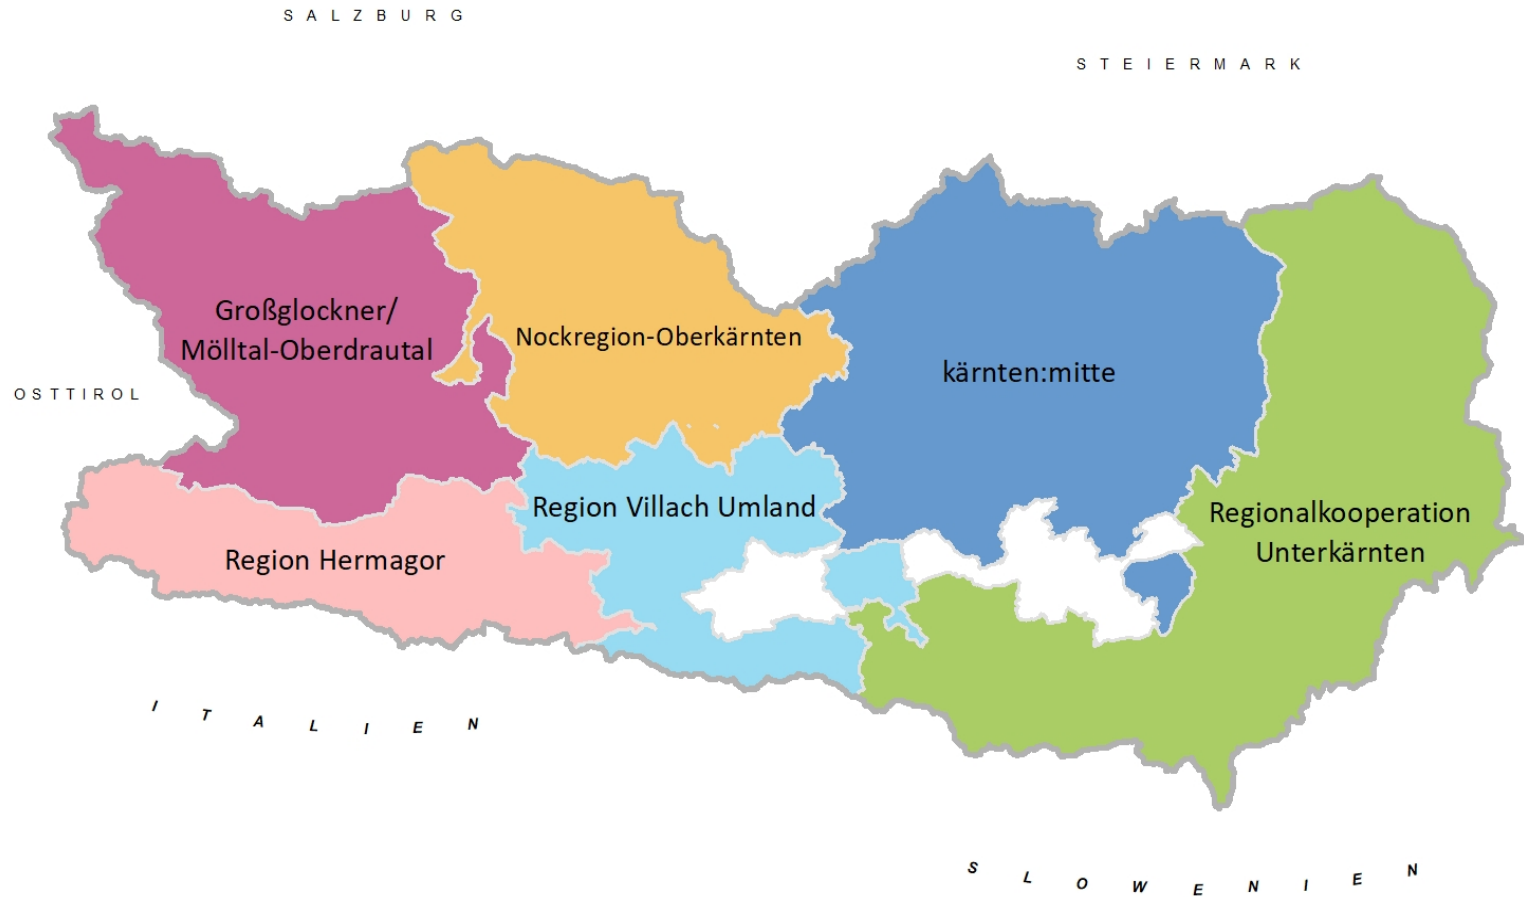 SALZBURG
STEIERMARK
Großglockner/
Mölltal-Oberdrautal
Nockregion-Oberkärnten
kärnten:mitte
OSTTIROL
Region Villach Umland
Regionalkooperation
Unterkärnten
Region Hermagor
ITALIEN
SLOWENIEN